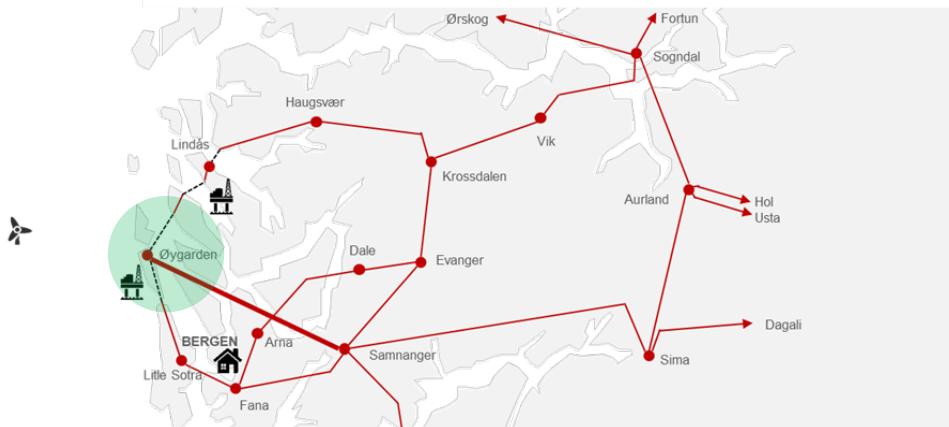 Ørskog
Fortun
Sogndal
Haugsvær
Lindås
Vik
Krossdalen
Aurland
Hol
Usta
Øygarden
Dale
Evanger
Dagali
BERGEN
Arna
Samnanger
Sima
Litle Sotra
Fana